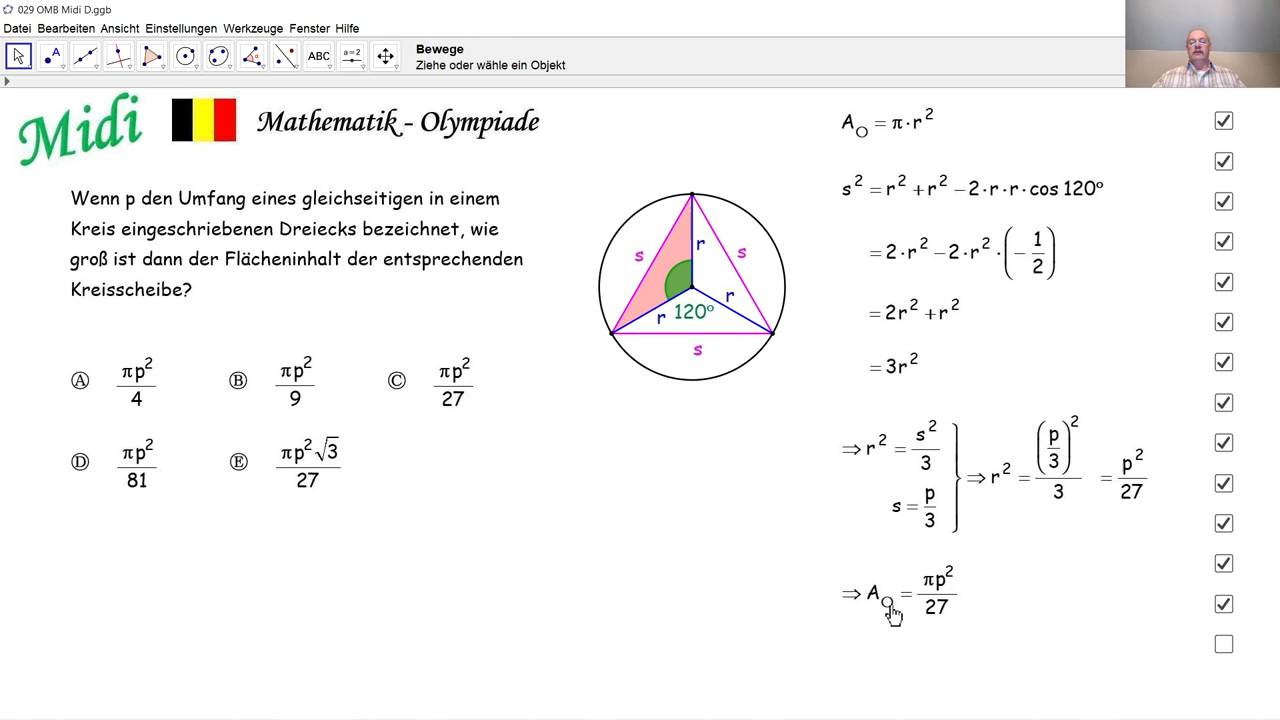 029 OMB Midi D.ggb
Datei Bearbeiten Ansicht Einstellungen Werkzeuge Fenster Hilfe
A ABC a=2 Bewege
Ziehe oder wähle ein Objekt
Midi Mathematik - Olympiade
Wenn p den Umfang eines gleichseitigen in einem
Kreis eingeschriebenen Dreiecks bezeichnet, wie
groß ist dann der Flächeninhalt der entsprechenden
Kreisscheibe?
Ⓐ πp²/4 Ⓑ πp²/9 Ⓒ πp²/27
Ⓓ πp²/81 Ⓔ πp²√3/27
s r s
r r
120°
s
A○ = π·r²
s² = r² + r² − 2·r·r·cos 120°
= 2·r² − 2·r²·(−1/2)
= 2r² + r²
= 3r²
⇒ r² = s²/3
s = p/3
} ⇒ r² = (p/3)²/3 = p²/27
⇒ A○ = πp²/27